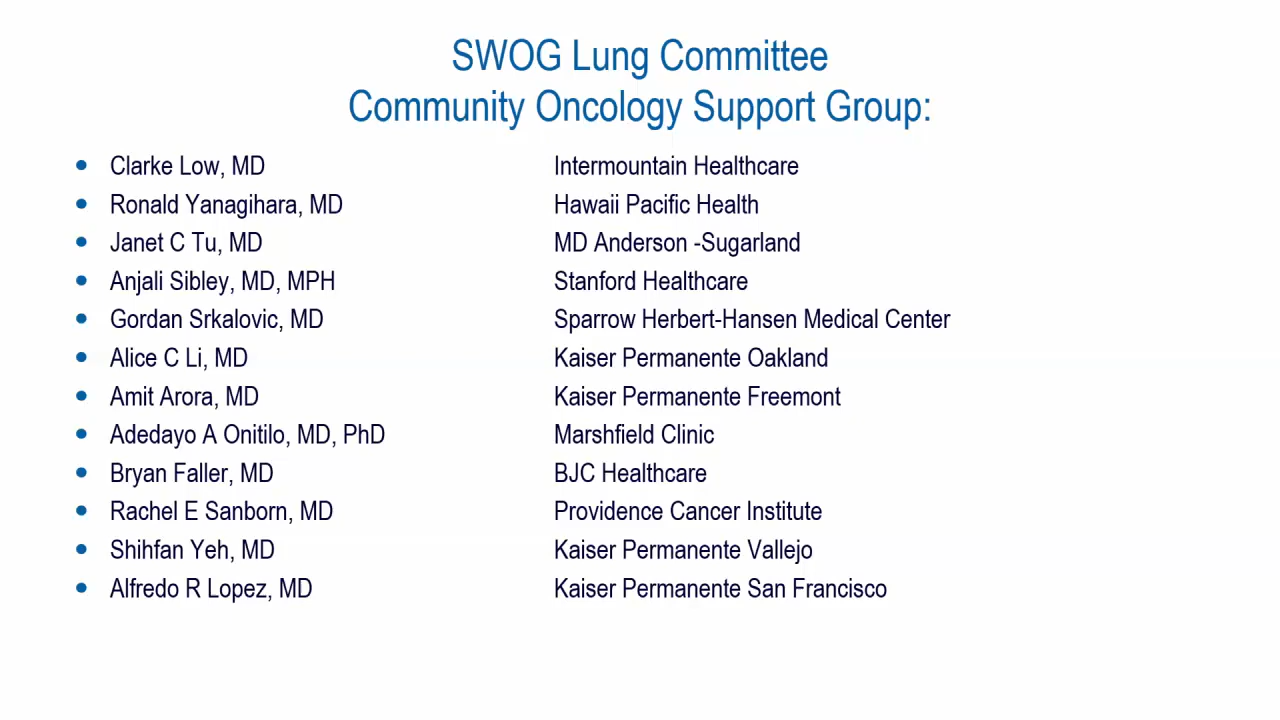 SWOG Lung Committee
Community Oncology Support Group:
• Clarke Low, MD Intermountain Healthcare
• Ronald Yanagihara, MD Hawaii Pacific Health
• Janet C Tu, MD MD Anderson -Sugarland
• Anjali Sibley, MD, MPH Stanford Healthcare
• Gordan Srkalovic, MD Sparrow Herbert-Hansen Medical Center
• Alice C Li, MD Kaiser Permanente Oakland
• Amit Arora, MD Kaiser Permanente Freemont
• Adedayo A Onitilo, MD, PhD Marshfield Clinic
• Bryan Faller, MD BJC Healthcare
• Rachel E Sanborn, MD Providence Cancer Institute
• Shihfan Yeh, MD Kaiser Permanente Vallejo
• Alfredo R Lopez, MD Kaiser Permanente San Francisco